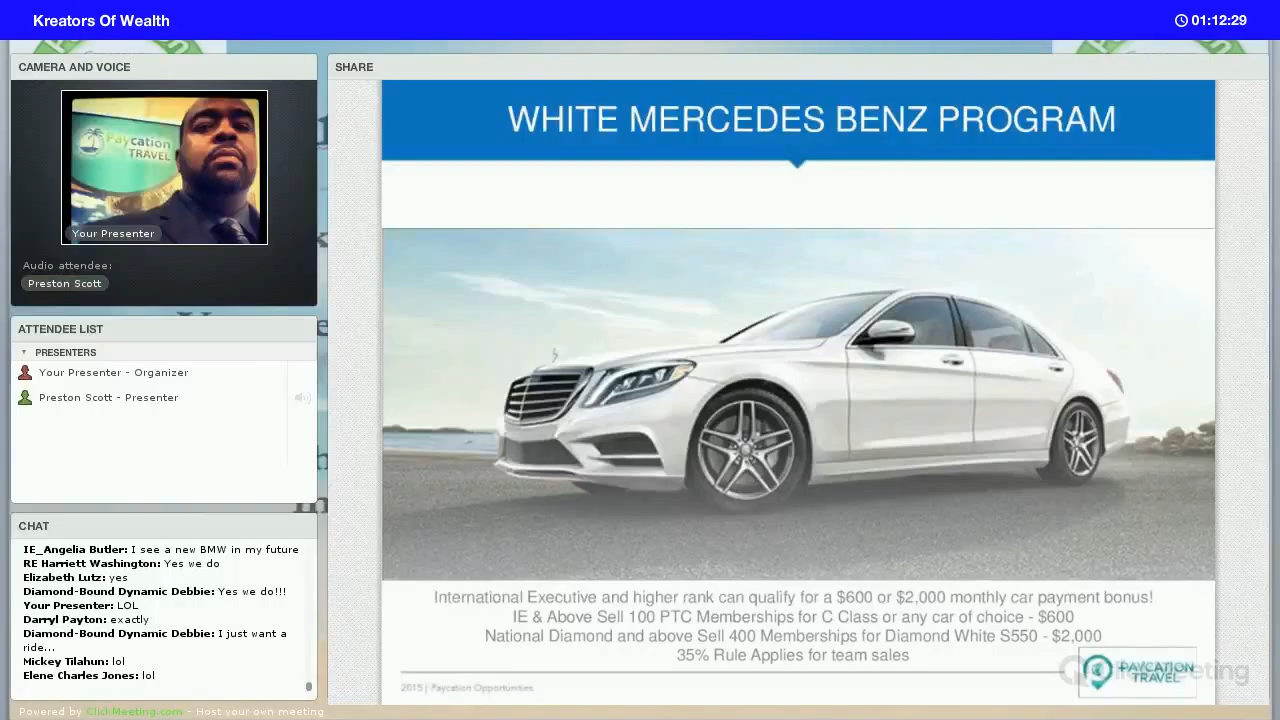 Kreators Of Wealth
01:12:29
CAMERA AND VOICE
Paycation
TRAVEL
Your Presenter
Audio attendee:
Preston Scott
ATTENDEE LIST
PRESENTERS
Your Presenter - Organizer
Preston Scott - Presenter
CHAT
IE_Angelia Butler: I see a new BMW in my future
RE Harriett Washington: Yes we do
Elizabeth Lutz: yes
Diamond-Bound Dynamic Debbie: Yes we do!!!
Your Presenter: LOL
Darryl Payton: exactly
Diamond-Bound Dynamic Debbie: I just want a
ride...
Mickey Tilahun: lol
Elene Charles Jones: lol
Powered by ClickMeeting.com - Host your own meeting
SHARE
WHITE MERCEDES BENZ PROGRAM
International Executive and higher rank can qualify for a $600 or $2,000 monthly car payment bonus!
IE & Above Sell 100 PTC Memberships for C Class or any car of choice - $600
National Diamond and above Sell 400 Memberships for Diamond White S550 - $2,000
35% Rule Applies for team sales
2015 | Paycation Opportunities
PAYCATION
TRAVEL